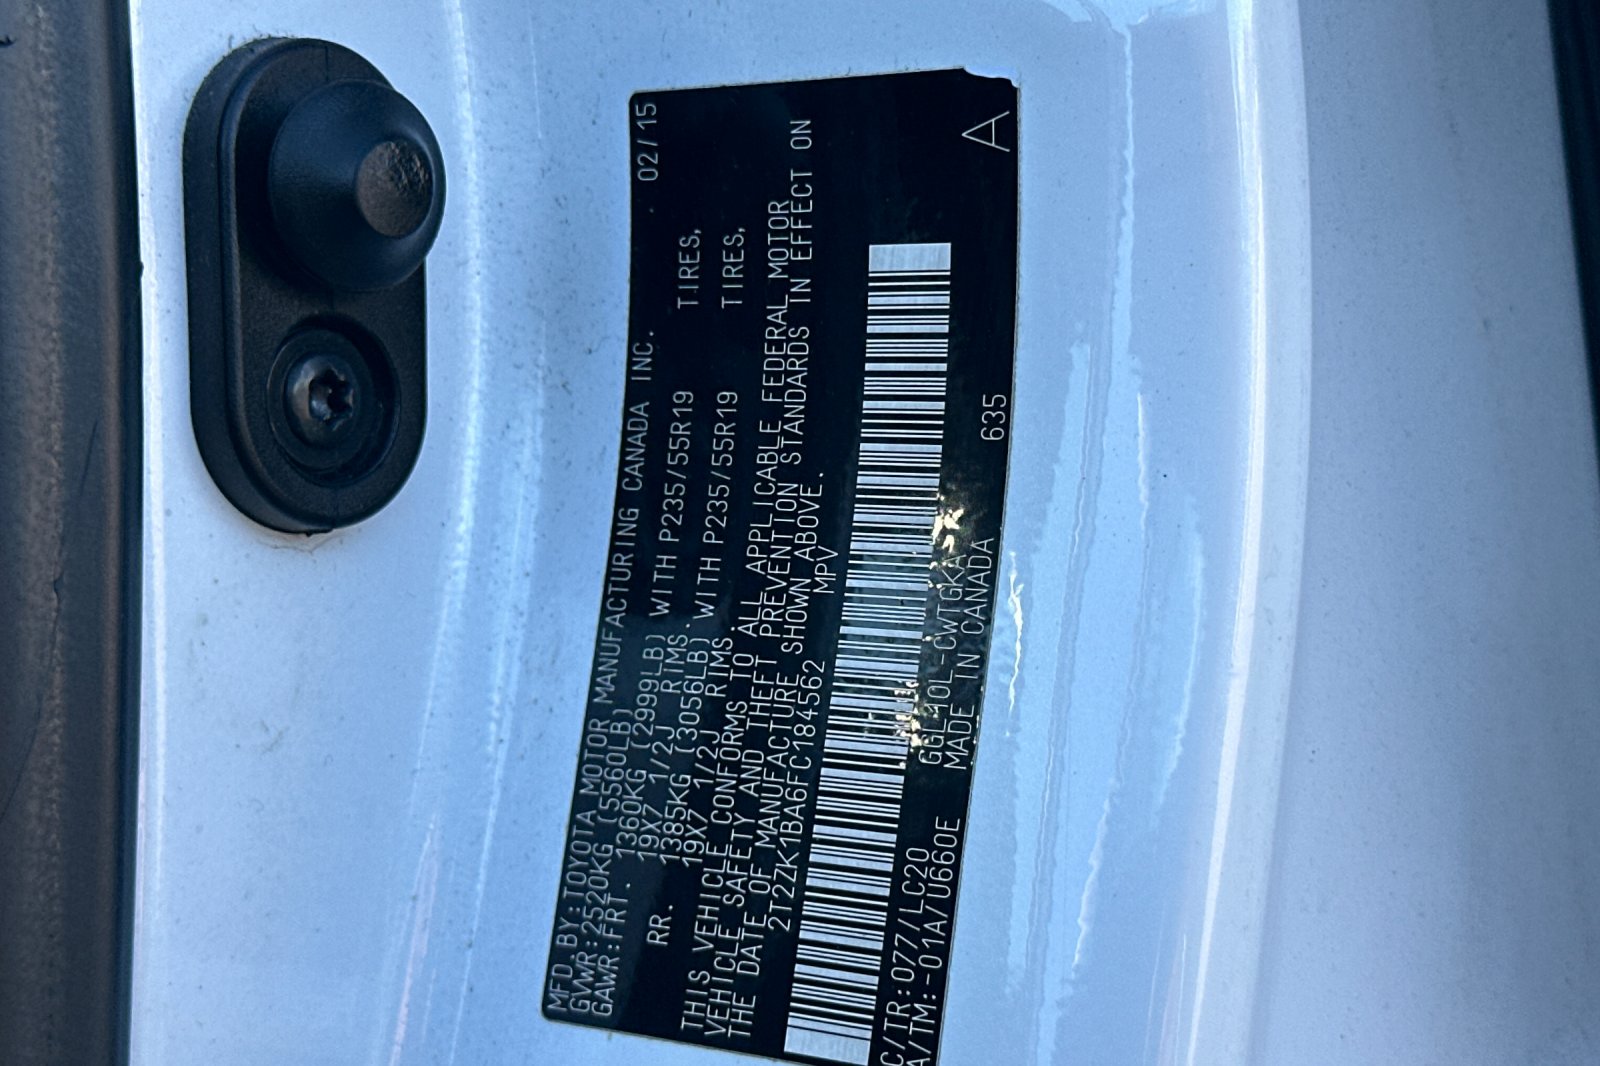 MFD.BY:TOYOTA MOTOR MANUFACTURING CANADA INC. 02/15
GVWR:2520KG (5560LB)
GAWR:FRT. 1360KG (2999LB) WITH P235/55R19 TIRES,
19X7 1/2J RIMS.
RR. 1385KG (3056LB) WITH P235/55R19 TIRES,
19X7 1/2J RIMS.
THIS VEHICLE CONFORMS TO ALL APPLICABLE FEDERAL MOTOR
VEHICLE SAFETY AND THEFT PREVENTION STANDARDS IN EFFECT ON
THE DATE OF MANUFACTURE SHOWN ABOVE.
2T2ZK1BA6FC184562 MPV
A
C/TR:077/LC20 GGL10L-CWTGKA
A/TM:-01A/U660E MADE IN CANADA 635